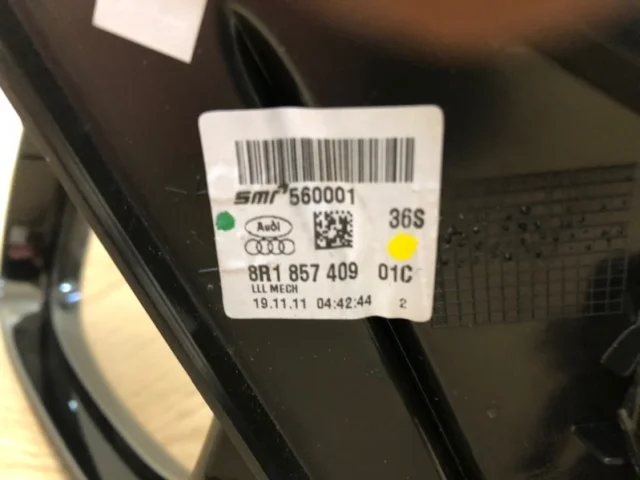 SMR 560001
36S
Audi
8R1 857 409 01C
LLL MECH
19.11.11 04:42:44 2